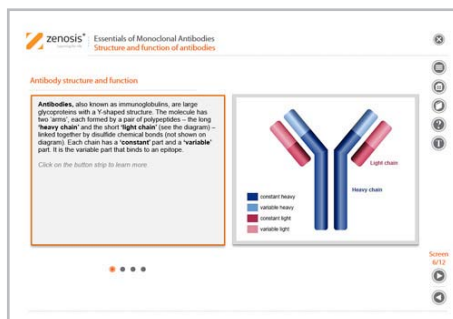 zenosis®
Essentials of Monoclonal Antibodies
Structure and function of antibodies
Antibody structure and function
Antibodies, also known as immunoglobulins, are large
glycoproteins with a Y-shaped structure. The molecule has
two 'arms', each formed by a pair of polypeptides – the long
'heavy chain' and the short 'light chain' (see the diagram) –
linked together by disulfide chemical bonds (not shown on
diagram). Each chain has a 'constant' part and a 'variable'
part. It is the variable part that binds to an epitope.
Click on the button strip to learn more.
Light chain
Heavy chain
constant heavy
variable heavy
constant light
variable light
Screen
6/12